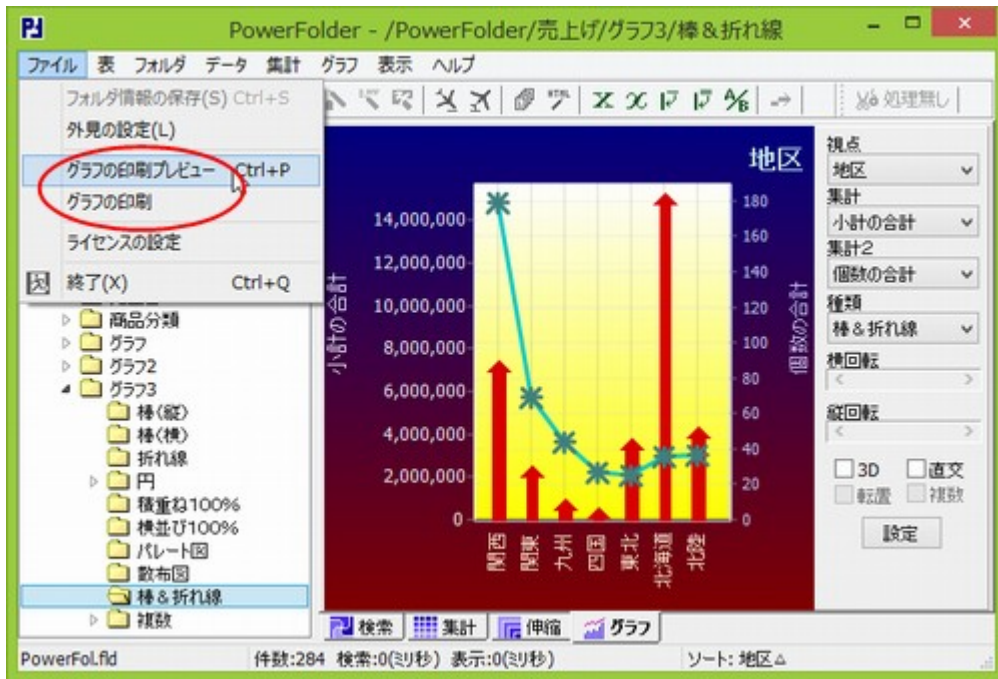 PowerFolder - /PowerFolder/売上げ/グラフ3/棒＆折れ線
ファイル 表 フォルダ データ 集計 グラフ 表示 ヘルプ
フォルダ情報の保存(S) Ctrl+S
外見の設定(L)
グラフの印刷プレビュー Ctrl+P
グラフの印刷
ライセンスの設定
終了(X) Ctrl+Q
処理無し
商品分類
グラフ
グラフ2
グラフ3
棒(縦)
棒(横)
折れ線
円
積重ね100%
横並び100%
パレート図
散布図
棒＆折れ線
複数
地区
小計の合計
14,000,000
12,000,000
10,000,000
8,000,000
6,000,000
4,000,000
2,000,000
0
個数の合計
180
160
140
120
100
80
60
40
20
0
関西 関東 九州 四国 東北 北海道 北陸
視点
地区
集計
小計の合計
集計2
個数の合計
種類
棒＆折れ線
横回転
縦回転
3D 直交
転置 複数
設定
検索 集計 伸縮 グラフ
PowerFol.fld 件数:284 検索:0(ミリ秒) 表示:0(ミリ秒) ソート: 地区△